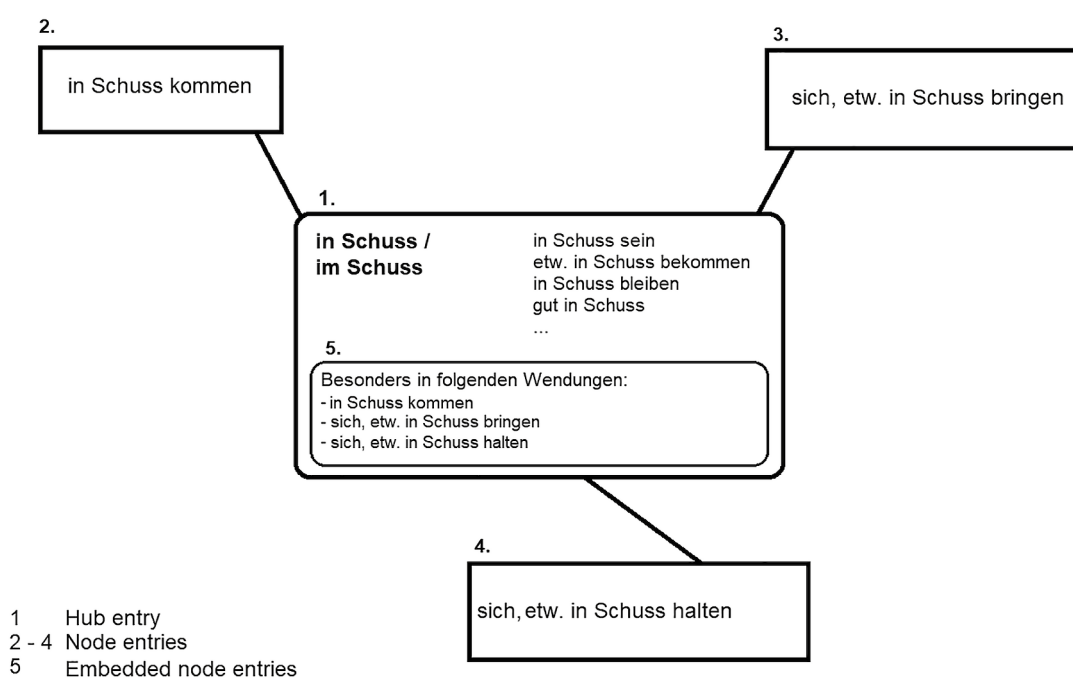 2.
in Schuss kommen
3.
sich, etw. in Schuss bringen
1.
in Schuss /
im Schuss
in Schuss sein
etw. in Schuss bekommen
in Schuss bleiben
gut in Schuss
...
5.
Besonders in folgenden Wendungen:
- in Schuss kommen
- sich, etw. in Schuss bringen
- sich, etw. in Schuss halten
4.
sich, etw. in Schuss halten
1 Hub entry
2 - 4 Node entries
5 Embedded node entries